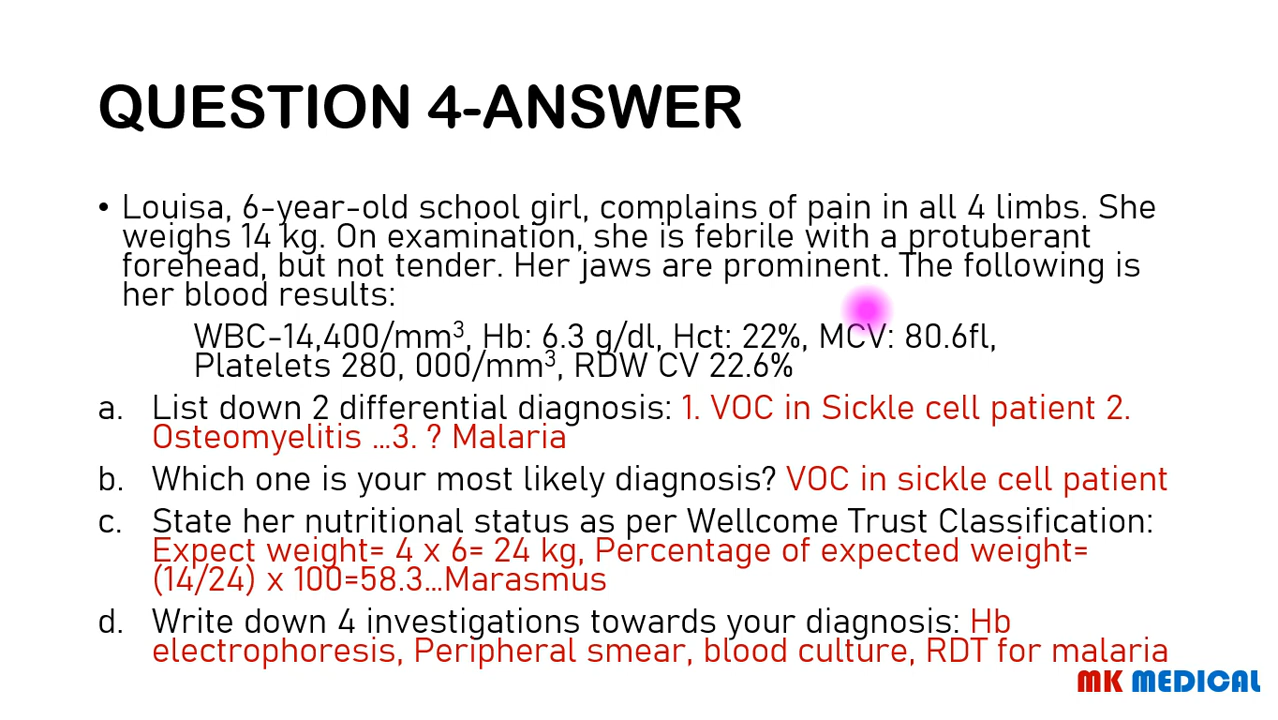 QUESTION 4-ANSWER
• Louisa, 6-year-old school girl, complains of pain in all 4 limbs. She
weighs 14 kg. On examination, she is febrile with a protuberant
forehead, but not tender. Her jaws are prominent. The following is
her blood results:
WBC-14,400/mm³, Hb: 6.3 g/dl, Hct: 22%, MCV: 80.6fl,
Platelets 280, 000/mm³, RDW CV 22.6%
a. List down 2 differential diagnosis: 1. VOC in Sickle cell patient 2.
Osteomyelitis ...3. ? Malaria
b. Which one is your most likely diagnosis? VOC in sickle cell patient
c. State her nutritional status as per Wellcome Trust Classification:
Expect weight= 4 x 6= 24 kg, Percentage of expected weight=
(14/24) x 100=58.3...Marasmus
d. Write down 4 investigations towards your diagnosis: Hb
electrophoresis, Peripheral smear, blood culture, RDT for malaria
MK MEDICAL